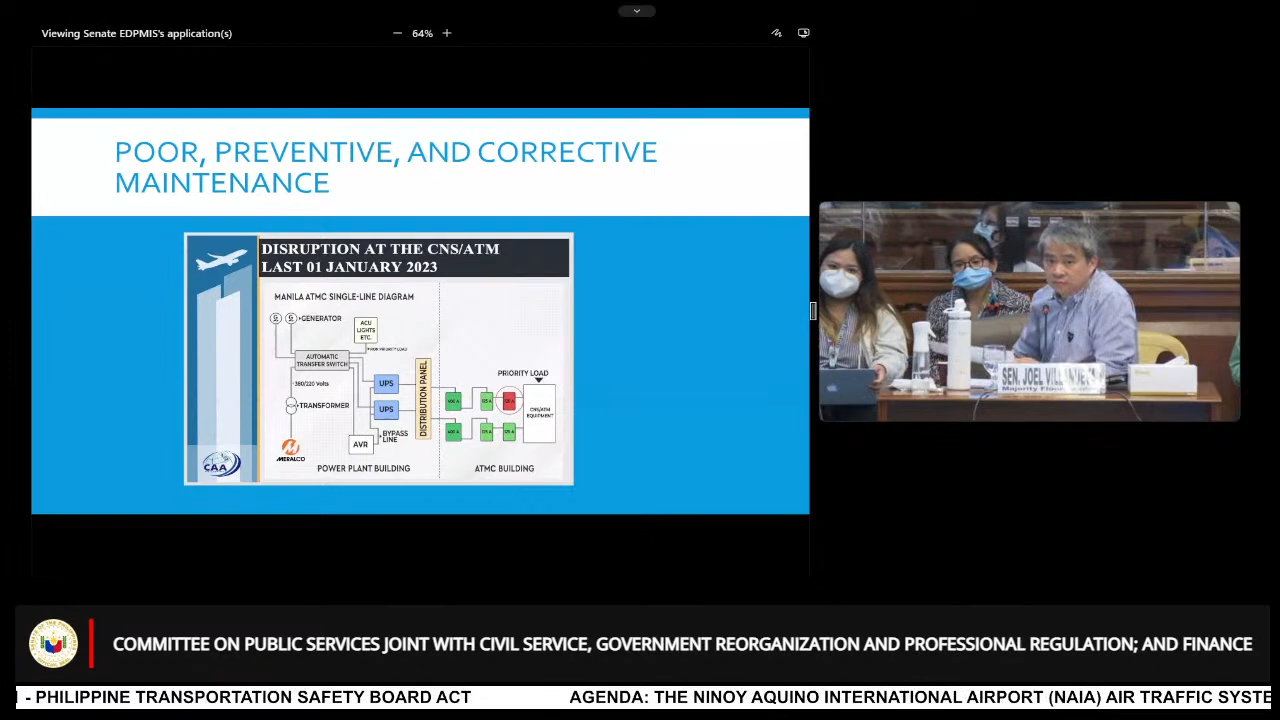 Viewing Senate EDPMIS's application(s)
64%
POOR, PREVENTIVE, AND CORRECTIVE
MAINTENANCE
DISRUPTION AT THE CNS/ATM
LAST 01 JANUARY 2023
MANILA ATMC SINGLE-LINE DIAGRAM
GENERATOR
ACU
LIGHTS
ETC.
NON PRIORITY LOAD
AUTOMATIC
TRANSFER SWITCH
380/220 Volts
UPS
UPS
TRANSFORMER
BYPASS
LINE
AVR
MERALCO
DISTRIBUTION PANEL
PRIORITY LOAD
CNS/ATM
EQUIPMENT
CAA
POWER PLANT BUILDING
ATMC BUILDING
SEN. JOEL VILLANUEVA
Majority Floor
COMMITTEE ON PUBLIC SERVICES JOINT WITH CIVIL SERVICE, GOVERNMENT REORGANIZATION AND PROFESSIONAL REGULATION; AND FINANCE
- PHILIPPINE TRANSPORTATION SAFETY BOARD ACT
AGENDA: THE NINOY AQUINO INTERNATIONAL AIRPORT (NAIA) AIR TRAFFIC SYSTE